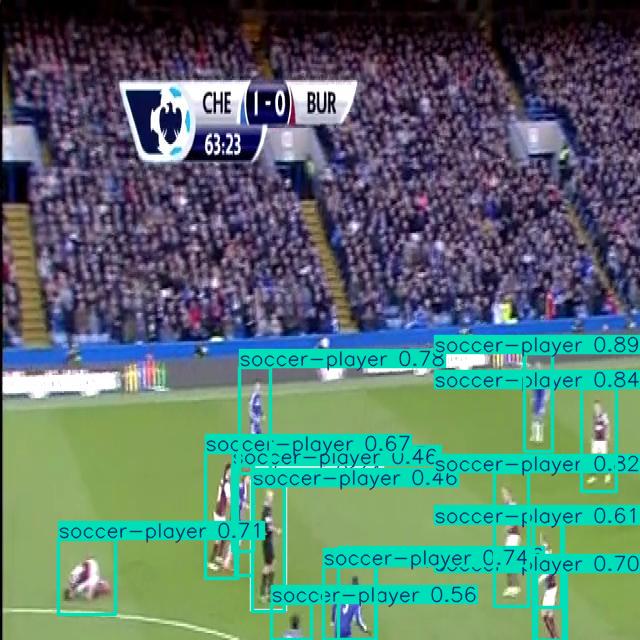 CHE 1-0 BUR
63:23
soccer-player 0.89
soccer-player 0.78
soccer-player 0.84
soccer-player 0.67
soccer-player 0.46
soccer-player 0.82
soccer-player 0.46
soccer-player 0.61
soccer-player 0.71
soccer-player 0.74
0.70
soccer-player 0.56